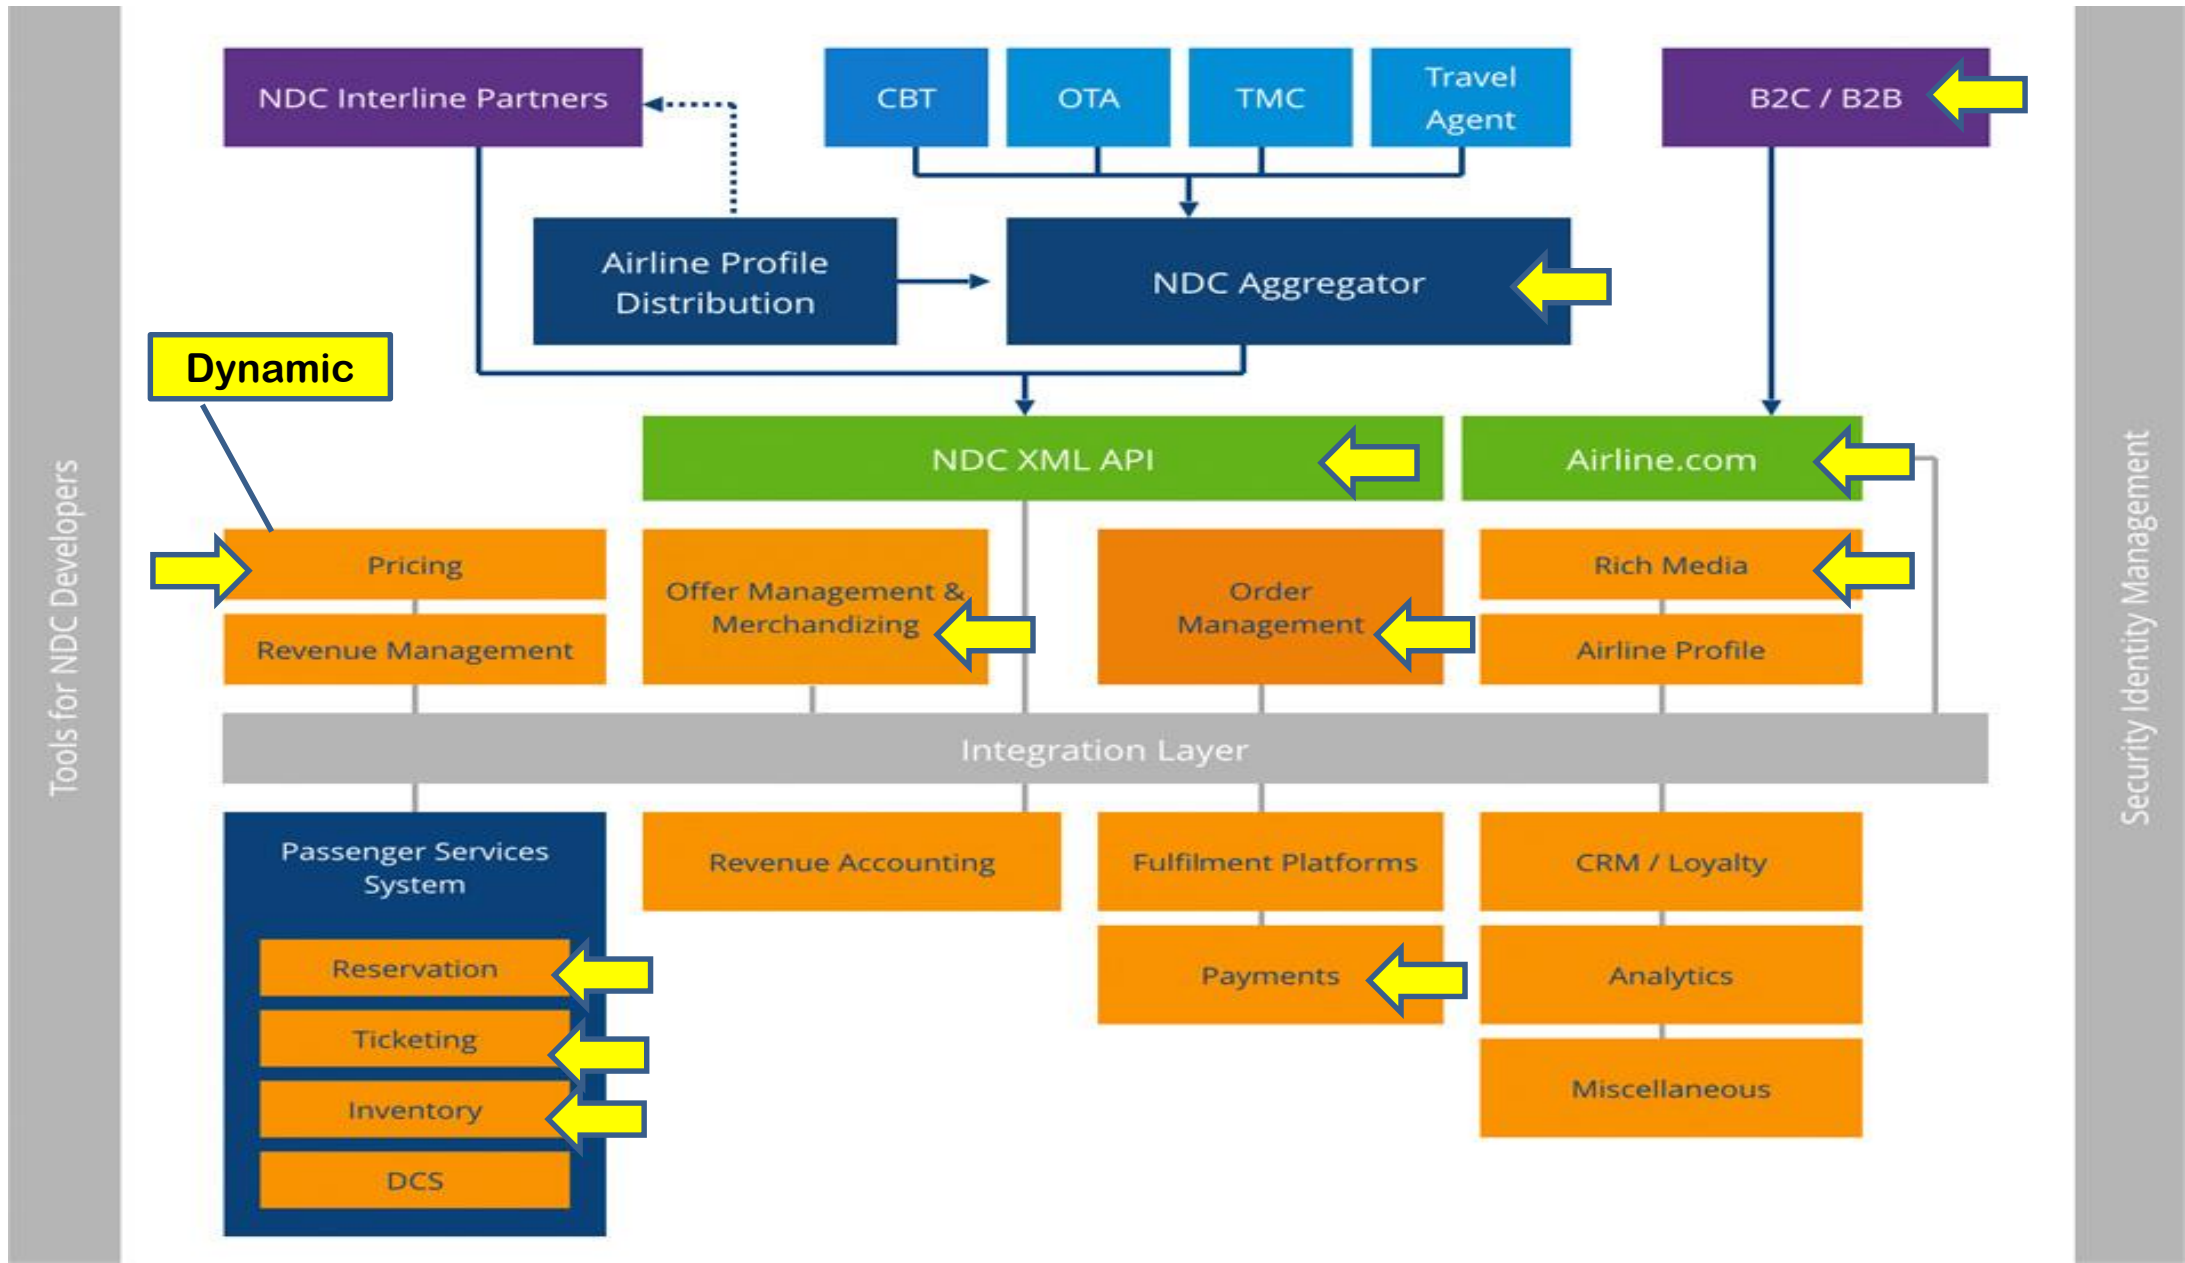 NDC Interline Partners
CBT
OTA
TMC
Travel
Agent
B2C / B2B
Airline Profile
Distribution
NDC Aggregator
Dynamic
NDC XML API
Airline.com
Tools for NDC Developers
Security Identity Management
Pricing
Revenue Management
Offer Management &
Merchandizing
Order
Management
Rich Media
Airline Profile
Integration Layer
Passenger Services
System
Reservation
Ticketing
Inventory
DCS
Revenue Accounting
Fulfilment Platforms
Payments
CRM / Loyalty
Analytics
Miscellaneous